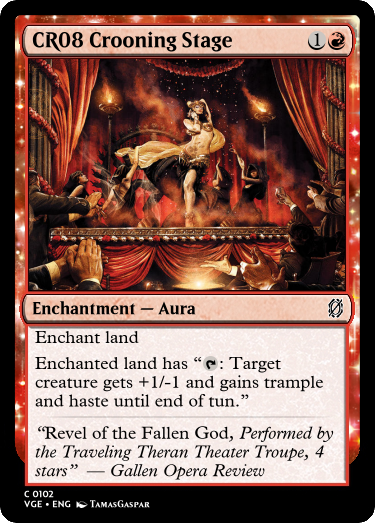 CR08 Crooning Stage 1
Enchantment — Aura
Enchant land
Enchanted land has “: Target
creature gets +1/-1 and gains trample
and haste until end of tun.”
“Revel of the Fallen God, Performed by
the Traveling Theran Theater Troupe, 4
stars” — Gallen Opera Review
C 0102
VGE • ENG TamasGaspar